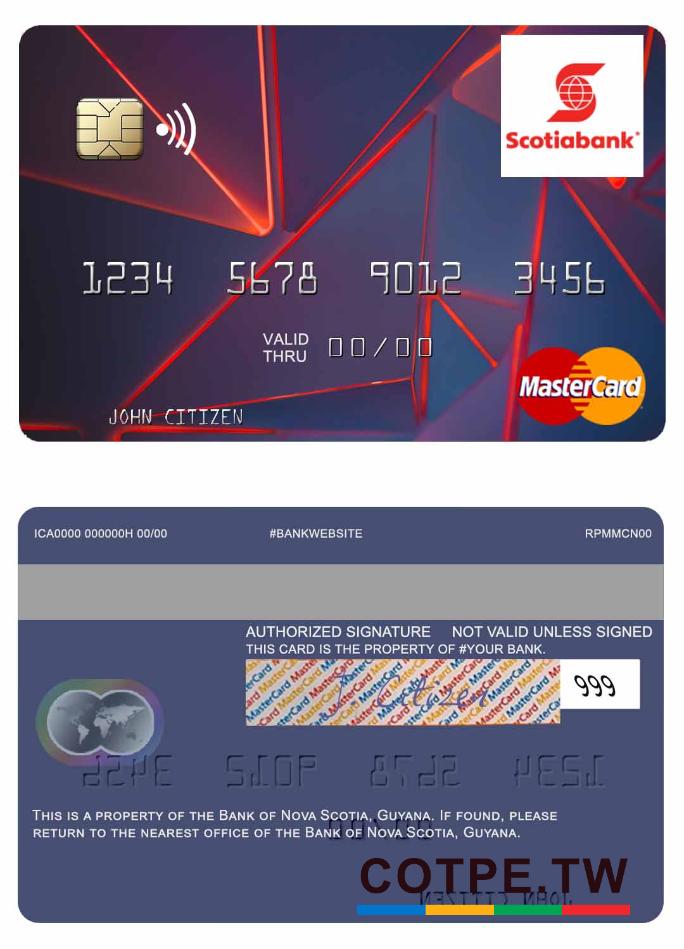 Scotiabank
1234 5678 9012 3456
VALID THRU 00/00
MasterCard
JOHN CITIZEN
ICA0000 000000H 00/00 #BANKWEBSITE RPMMCN00
AUTHORIZED SIGNATURE NOT VALID UNLESS SIGNED
THIS CARD IS THE PROPERTY OF #YOUR BANK.
J. Citizen 999
THIS IS A PROPERTY OF THE BANK OF NOVA SCOTIA, GUYANA. IF FOUND, PLEASE
RETURN TO THE NEAREST OFFICE OF THE BANK OF NOVA SCOTIA, GUYANA.
COTPE.TW